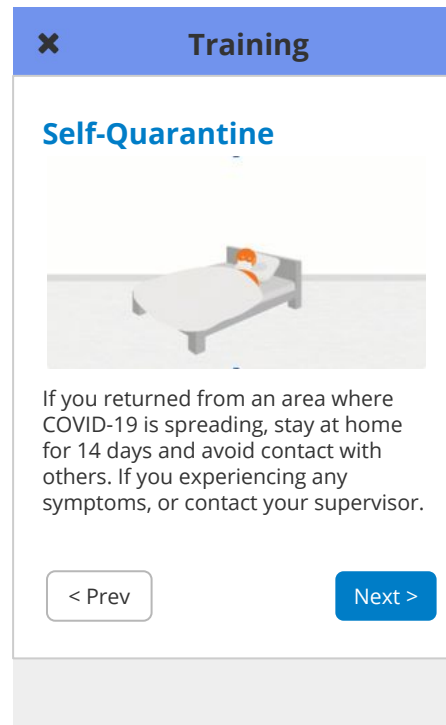 ✖ Training
Self-Quarantine
If you returned from an area where
COVID-19 is spreading, stay at home
for 14 days and avoid contact with
others. If you experiencing any
symptoms, or contact your supervisor.
< Prev Next >